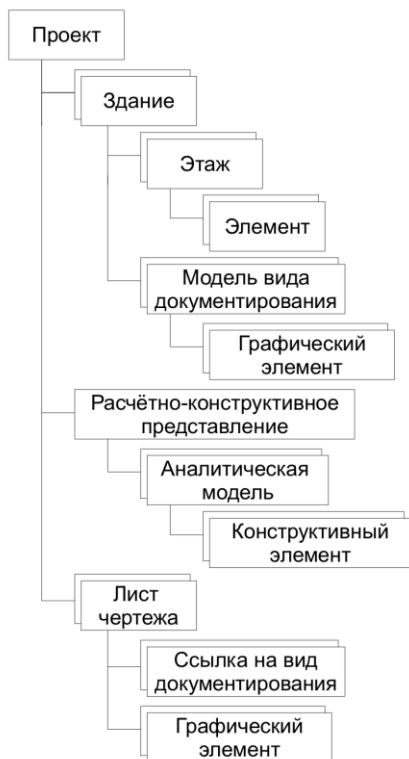 Проект
Здание
Этаж
Элемент
Модель вида
документирования
Графический
элемент
Расчётно-конструктивное
представление
Аналитическая
модель
Конструктивный
элемент
Лист
чертежа
Ссылка на вид
документирования
Графический
элемент